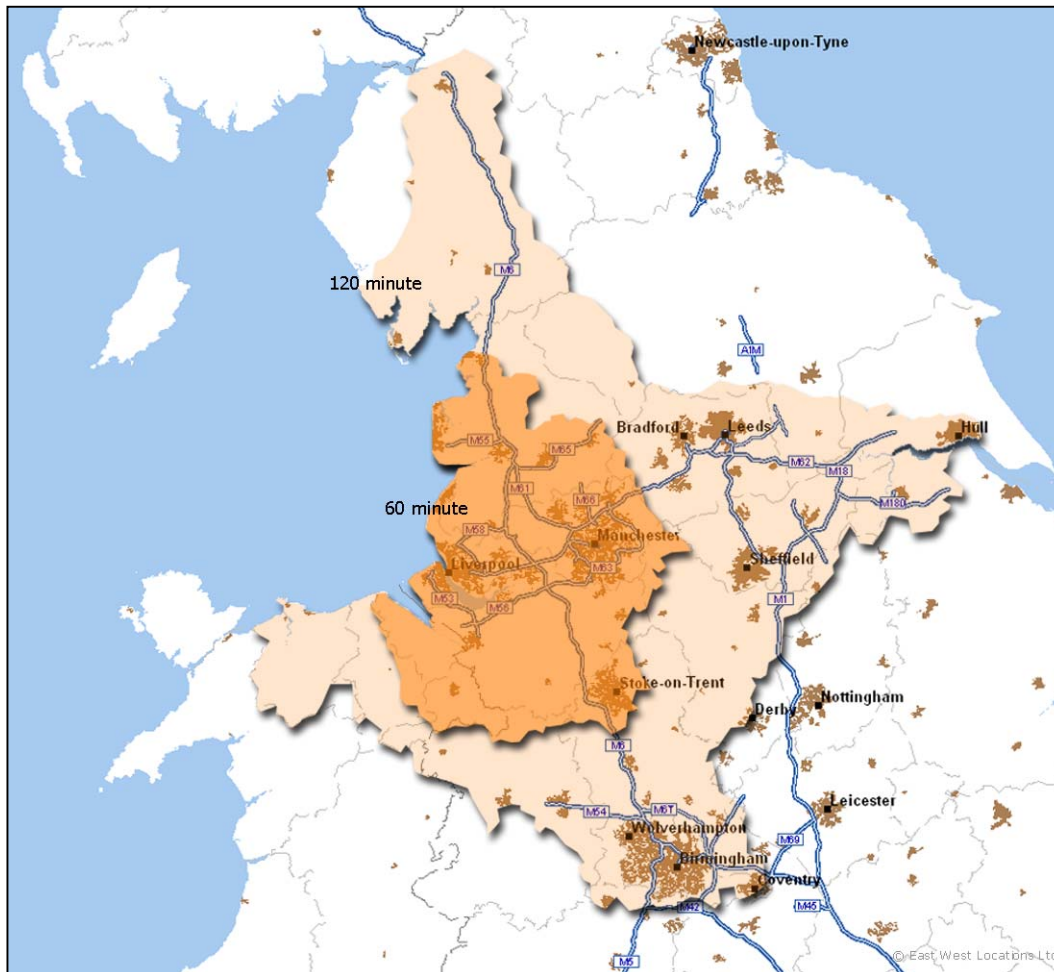 Newcastle-upon-Tyne
M6
120 minute
A1M
Bradford
Leeds
Hull
M55
M65
M62
M18
M61
M66
M180
60 minute
M58
Manchester
Liverpool
M63
Sheffield
M53
M56
M1
Stoke-on-Trent
Nottingham
Derby
M6
Leicester
M54
M6T
Wolverhampton
M69
Birmingham
Coventry
M42
M45
M5
© East West Locations Ltd